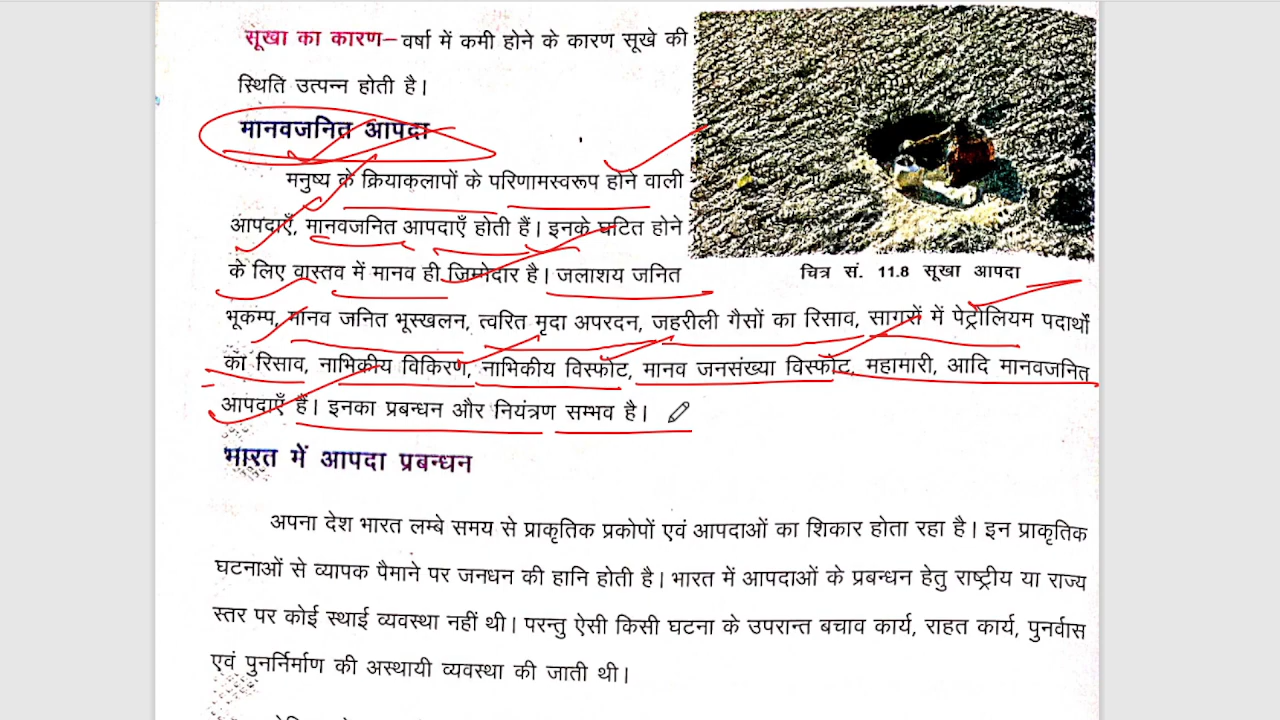 सूखा का कारण– वर्षा में कमी होने के कारण सूखे की
स्थिति उत्पन्न होती है।
मानवजनित आपदा
मनुष्य के क्रियाकलापों के परिणामस्वरूप होने वाली
आपदाएँ, मानवजनित आपदाएँ होती हैं। इनके घटित होने
के लिए वास्तव में मानव ही जिम्मेदार है। जलाशय जनित
चित्र सं. 11.8 सूखा आपदा
भूकम्प, मानव जनित भूस्खलन, त्वरित मृदा अपरदन, जहरीली गैसों का रिसाव, सागरों में पेट्रोलियम पदार्थों
का रिसाव, नाभिकीय विकिरण, नाभिकीय विस्फोट, मानव जनसंख्या विस्फोट, महामारी, आदि मानवजनित
आपदाएँ हैं। इनका प्रबन्धन और नियंत्रण सम्भव है।
भारत में आपदा प्रबन्धन
अपना देश भारत लम्बे समय से प्राकृतिक प्रकोपों एवं आपदाओं का शिकार होता रहा है। इन प्राकृतिक
घटनाओं से व्यापक पैमाने पर जनधन की हानि होती है। भारत में आपदाओं के प्रबन्धन हेतु राष्ट्रीय या राज्य
स्तर पर कोई स्थाई व्यवस्था नहीं थी। परन्तु ऐसी किसी घटना के उपरान्त बचाव कार्य, राहत कार्य, पुनर्वास
एवं पुनर्निर्माण की अस्थायी व्यवस्था की जाती थी।